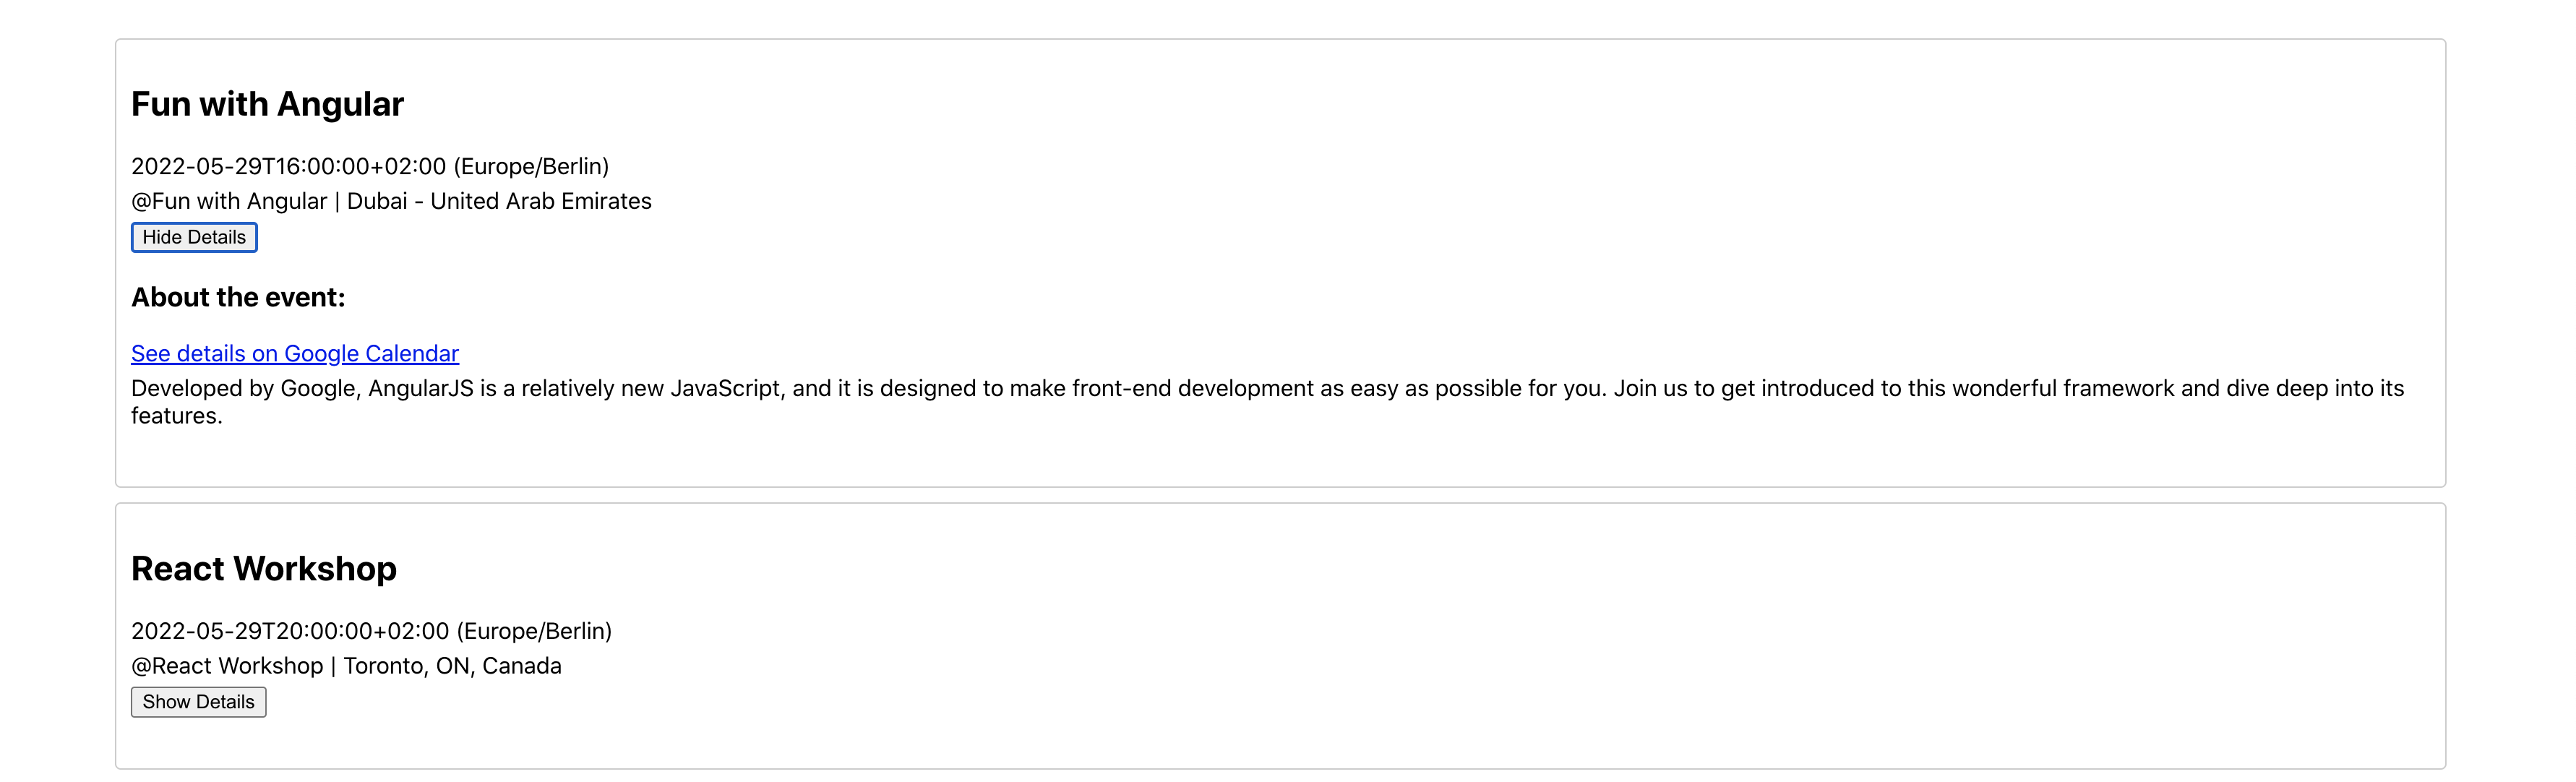 Fun with Angular
2022-05-29T16:00:00+02:00 (Europe/Berlin)
@Fun with Angular | Dubai - United Arab Emirates
Hide Details
About the event:
See details on Google Calendar
Developed by Google, AngularJS is a relatively new JavaScript, and it is designed to make front-end development as easy as possible for you. Join us to get introduced to this wonderful framework and dive deep into its
features.
React Workshop
2022-05-29T20:00:00+02:00 (Europe/Berlin)
@React Workshop | Toronto, ON, Canada
Show Details